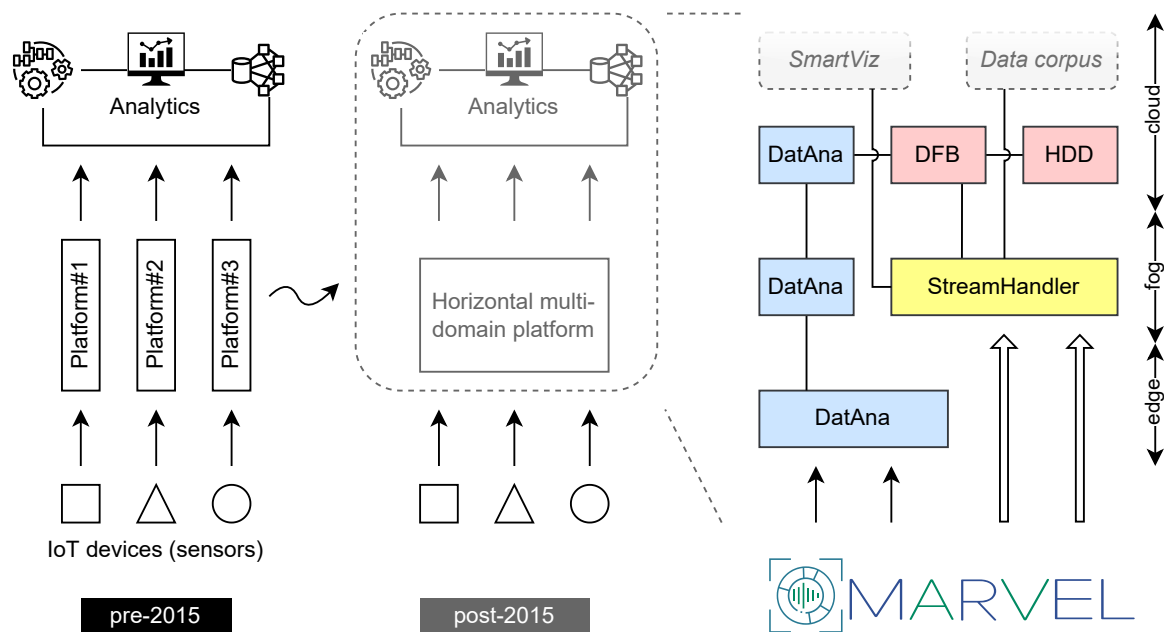 Analytics
Platform#1
Platform#2
Platform#3
IoT devices (sensors)
pre-2015
Analytics
Horizontal multi-
domain platform
post-2015
SmartViz
Data corpus
DatAna
DFB
HDD
DatAna
StreamHandler
DatAna
cloud
fog
edge
MARVEL